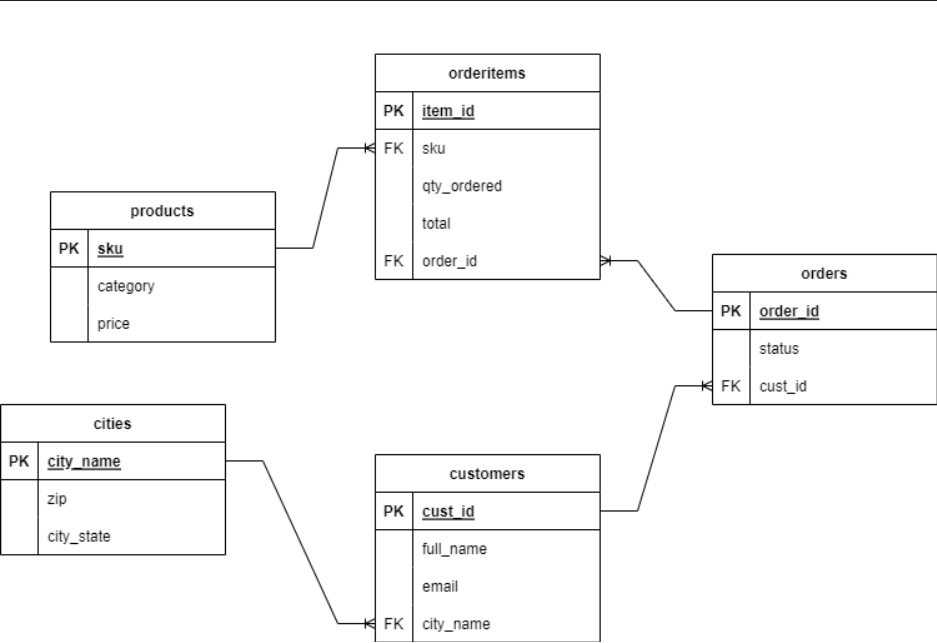 orderitems
PK item_id
FK sku
qty_ordered
total
FK order_id
products
PK sku
category
price
orders
PK order_id
status
FK cust_id
cities
PK city_name
zip
city_state
customers
PK cust_id
full_name
email
FK city_name